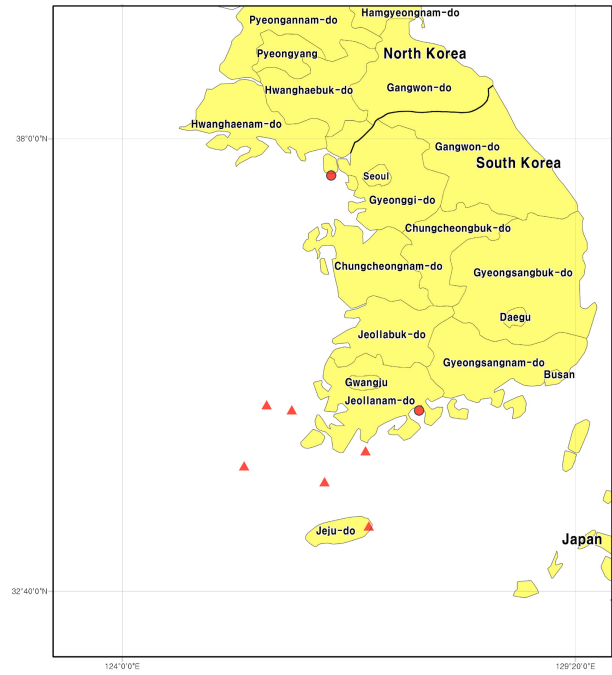 Hamgyeongnam-do
Pyeongannam-do
Pyeongyang
North Korea
Hwanghaebuk-do
Gangwon-do
Hwanghaenam-do
38°0'0"N
Gangwon-do
South Korea
Seoul
Gyeonggi-do
Chungcheongbuk-do
Chungcheongnam-do
Gyeongsangbuk-do
Daegu
Jeollabuk-do
Gyeongsangnam-do
Busan
Gwangju
Jeollanam-do
Jeju-do
Japan
32°40'0"N
124°0'0"E
129°20'0"E